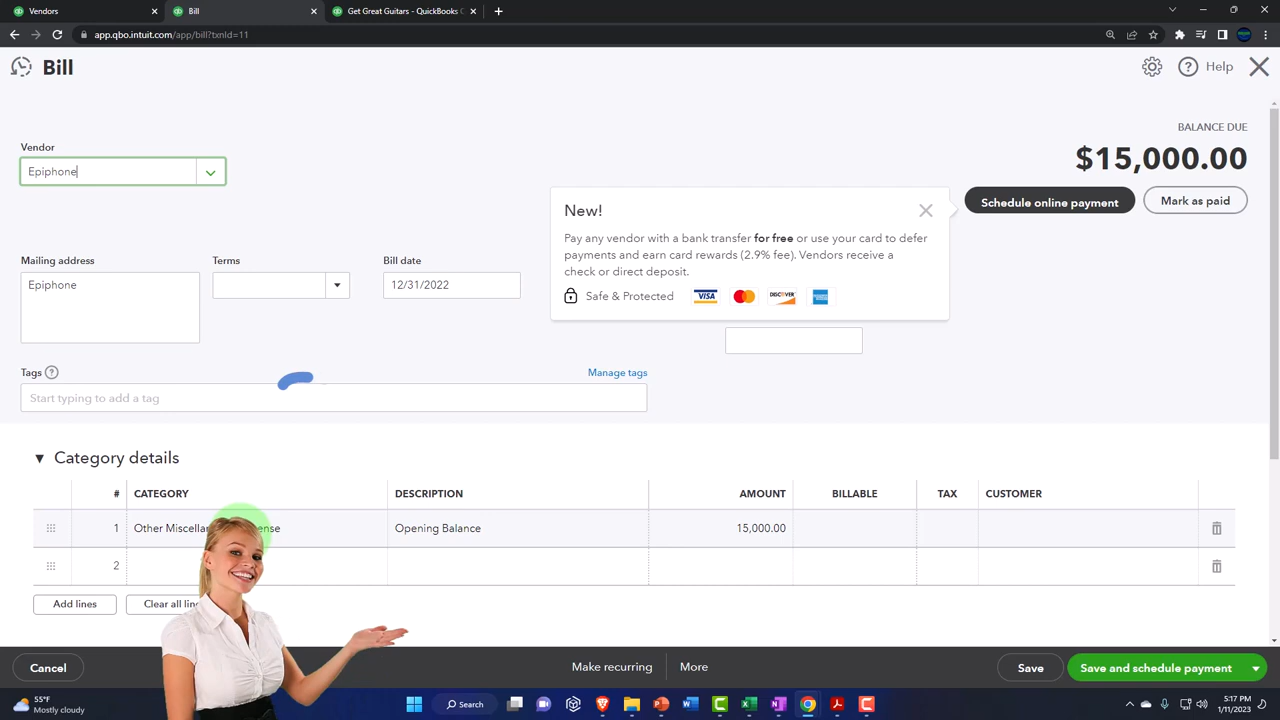 Vendors
Bill
Get Great Guitars - QuickBooks C
app.qbo.intuit.com/app/bill?txnId=11
Bill
Help
Vendor
Epiphone
BALANCE DUE
$15,000.00
Schedule online payment
Mark as paid
New!
Pay any vendor with a bank transfer for free or use your card to defer
payments and earn card rewards (2.9% fee). Vendors receive a
check or direct deposit.
Safe & Protected
VISA
DISCOVER
Mailing address
Terms
Bill date
Epiphone
12/31/2022
Tags
Manage tags
Start typing to add a tag
Category details
# CATEGORY DESCRIPTION AMOUNT BILLABLE TAX CUSTOMER
1 Other Opening Balance 15,000.00
2
Add lines
Clear all
Cancel
Make recurring
More
Save
Save and schedule payment
55°F
Mostly cloudy
Search
5:17 PM
1/11/2023